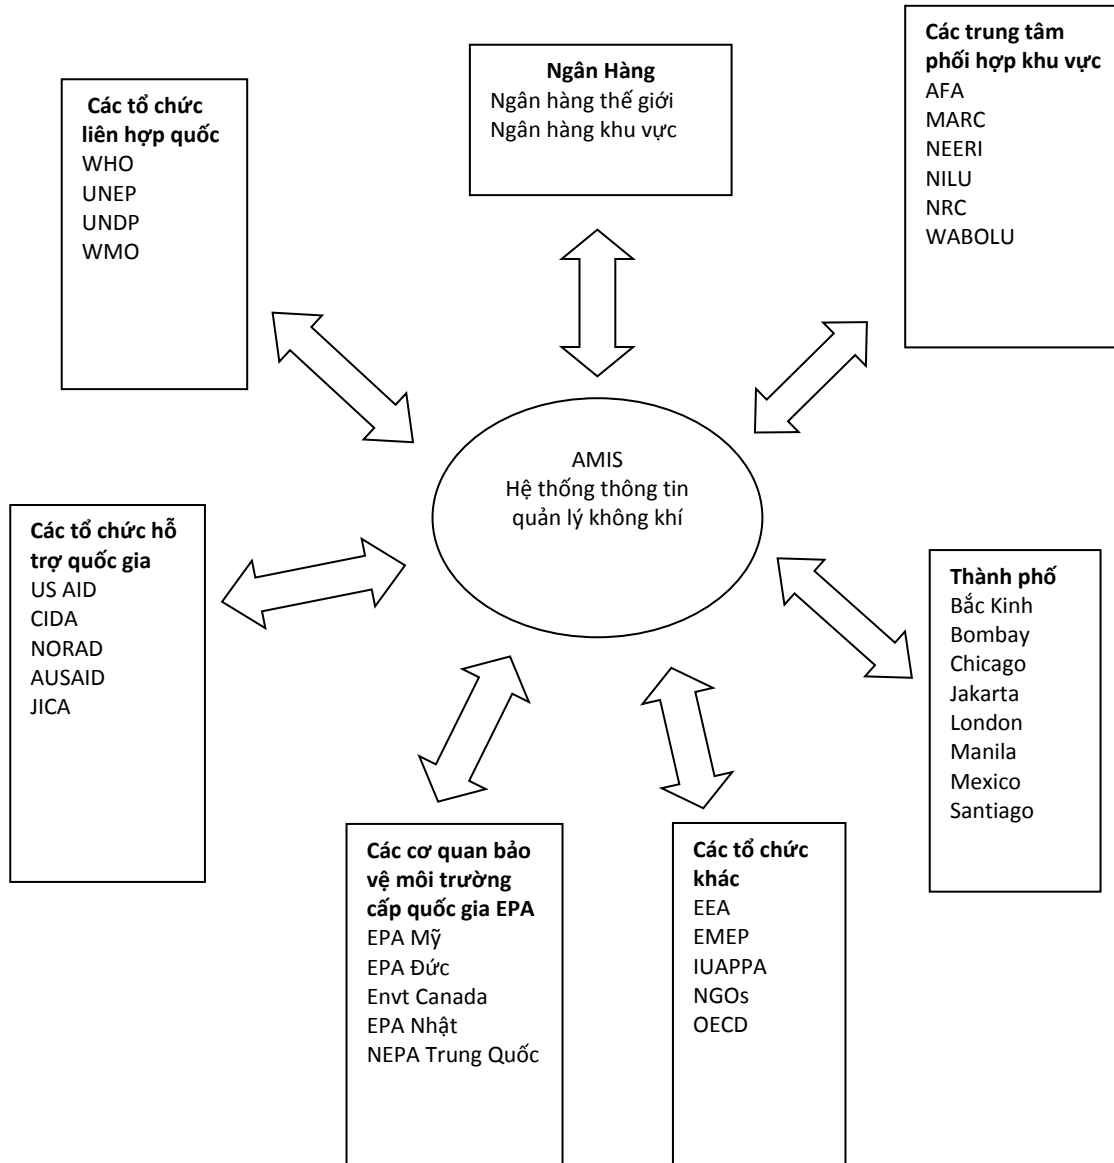 Các tổ chức
liên hợp quốc
WHO
UNEP
UNDP
WMO
Ngân Hàng
Ngân hàng thế giới
Ngân hàng khu vực
Các trung tâm
phối hợp khu vực
AFA
MARC
NEERI
NILU
NRC
WABOLU
AMIS
Hệ thống thông tin
quản lý không khí
Các tổ chức hỗ
trợ quốc gia
US AID
CIDA
NORAD
AUSAID
JICA
Thành phố
Bắc Kinh
Bombay
Chicago
Jakarta
London
Manila
Mexico
Santiago
Các cơ quan bảo
vệ môi trường
cấp quốc gia EPA
EPA Mỹ
EPA Đức
Envt Canada
EPA Nhật
NEPA Trung Quốc
Các tổ chức
khác
EEA
EMEP
IUAPPA
NGOs
OECD